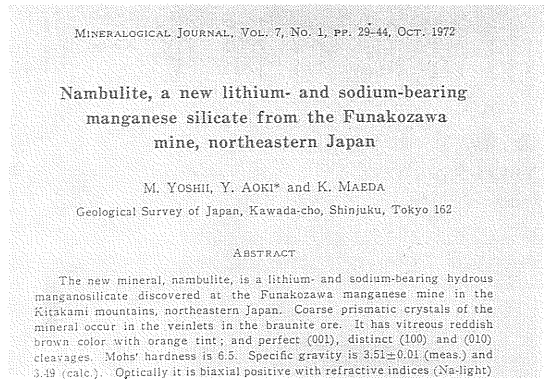 MINERALOGICAL JOURNAL, VOL. 7, NO. 1, PP. 29-44, OCT. 1972
Nambulite, a new lithium- and sodium-bearing
manganese silicate from the Funakozawa
mine, northeastern Japan
M. YOSHII, Y. AOKI* and K. MAEDA
Geological Survey of Japan, Kawada-cho, Shinjuku, Tokyo 162
ABSTRACT
The new mineral, nambulite, is a lithium- and sodium-bearing hydrous
manganosilicate discovered at the Funakozawa manganese mine in the
Kitakami mountains, northeastern Japan. Coarse prismatic crystals of the
mineral occur in the veinlets in the braunite ore. It has vitreous reddish
brown color with orange tint; and perfect (001), distinct (100) and (010)
cleavages. Mohs' hardness is 6.5. Specific gravity is 3.51±0.01 (meas.) and
3.49 (calc.). Optically it is biaxial positive with refractive indices (Na-light)